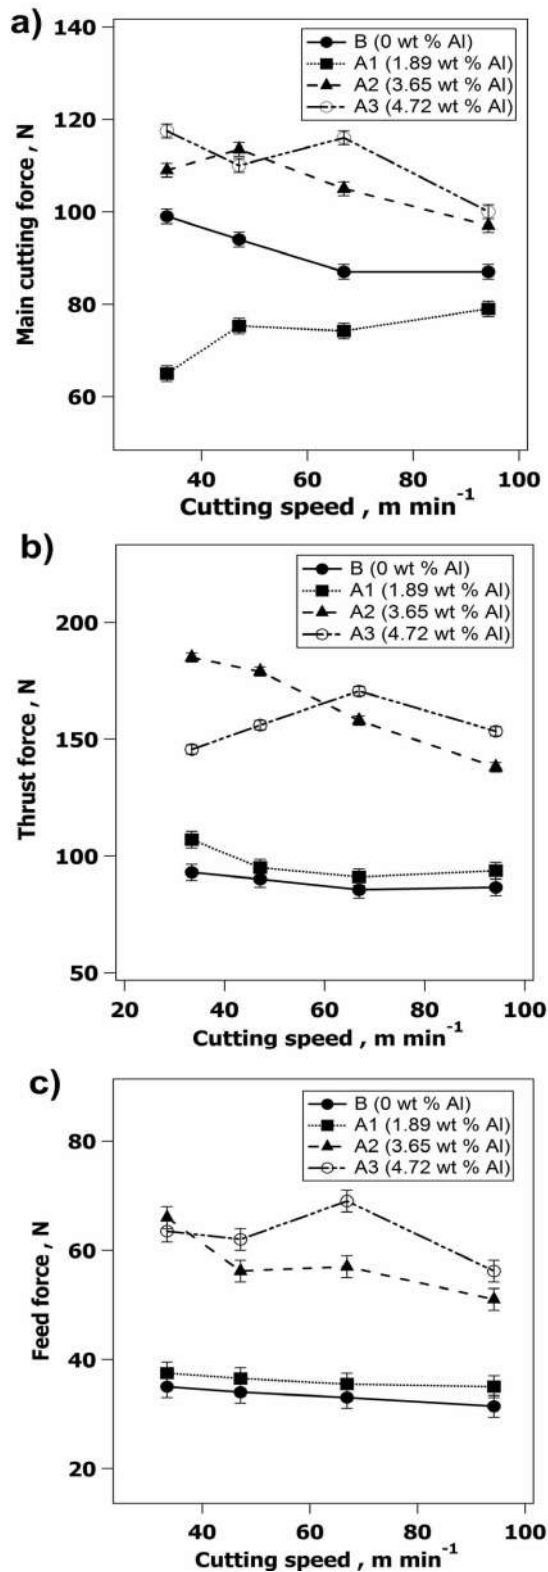 a)
140
120
100
80
60
Main cutting force , N
B (0 wt % Al)
A1 (1.89 wt % Al)
A2 (3.65 wt % Al)
A3 (4.72 wt % Al)
40 60 80 100
Cutting speed , m min⁻¹
b)
200
150
100
50
Thrust force , N
B (0 wt % Al)
A1 (1.89 wt % Al)
A2 (3.65 wt % Al)
A3 (4.72 wt % Al)
20 40 60 80 100
Cutting speed , m min⁻¹
c)
80
60
40
20
Feed force , N
B (0 wt % Al)
A1 (1.89 wt % Al)
A2 (3.65 wt % Al)
A3 (4.72 wt % Al)
40 60 80 100
Cutting speed , m min⁻¹